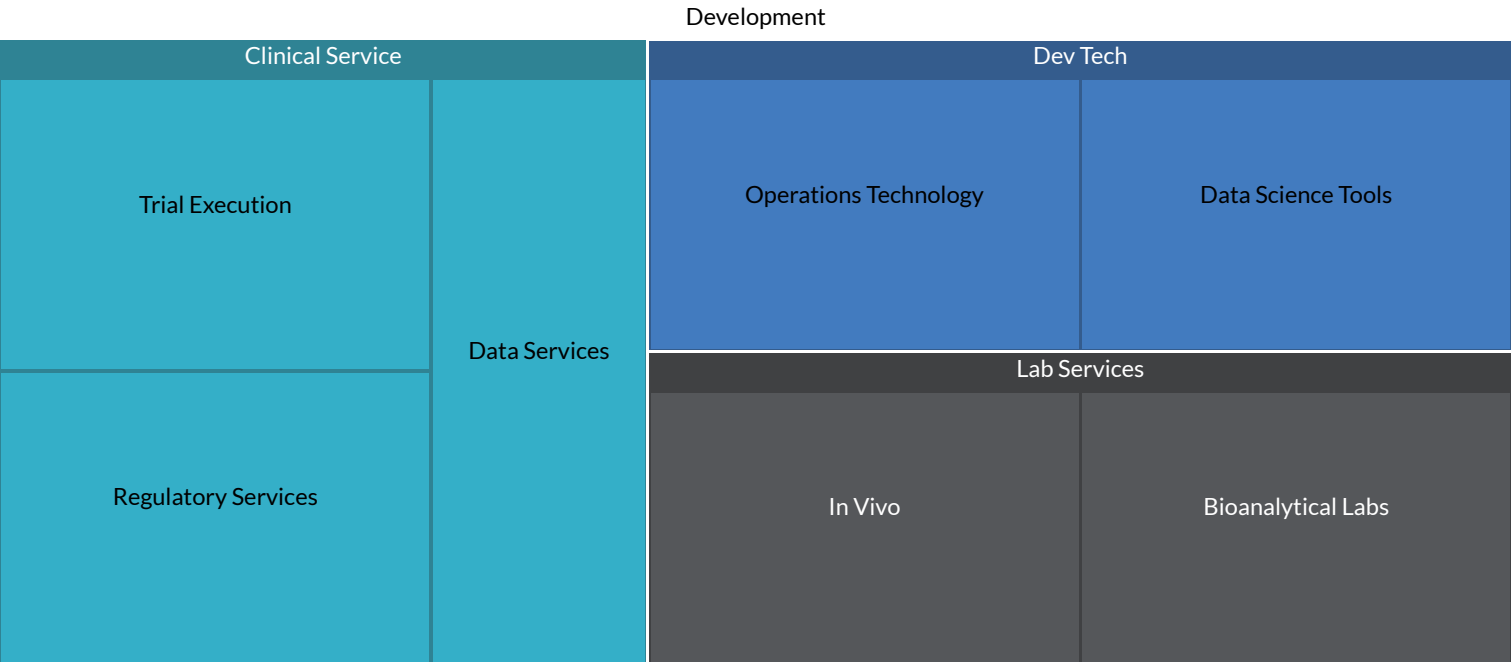 Development
Clinical Service
Trial Execution
Regulatory Services
Data Services
Dev Tech
Operations Technology
Data Science Tools
Lab Services
In Vivo
Bioanalytical Labs